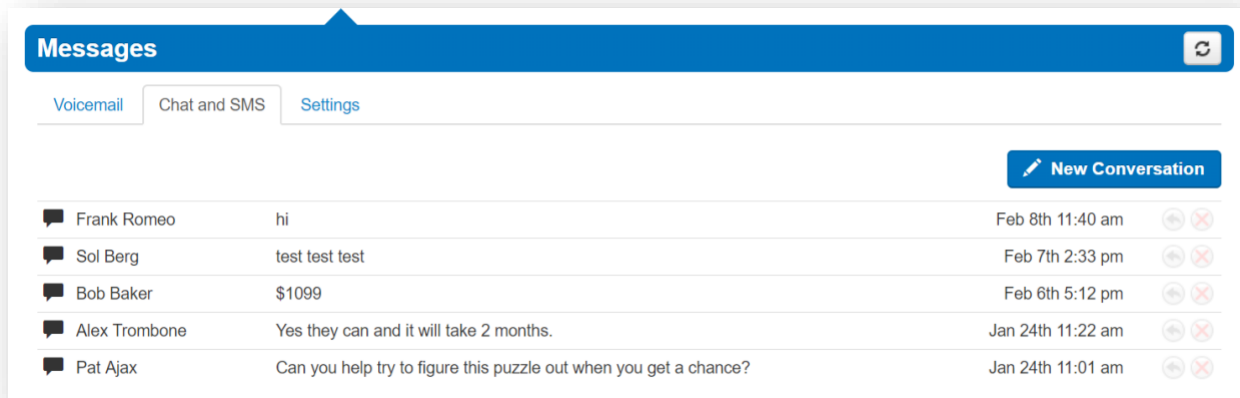 Messages
Voicemail Chat and SMS Settings
New Conversation
Frank Romeo hi Feb 8th 11:40 am
Sol Berg test test test Feb 7th 2:33 pm
Bob Baker $1099 Feb 6th 5:12 pm
Alex Trombone Yes they can and it will take 2 months. Jan 24th 11:22 am
Pat Ajax Can you help try to figure this puzzle out when you get a chance? Jan 24th 11:01 am